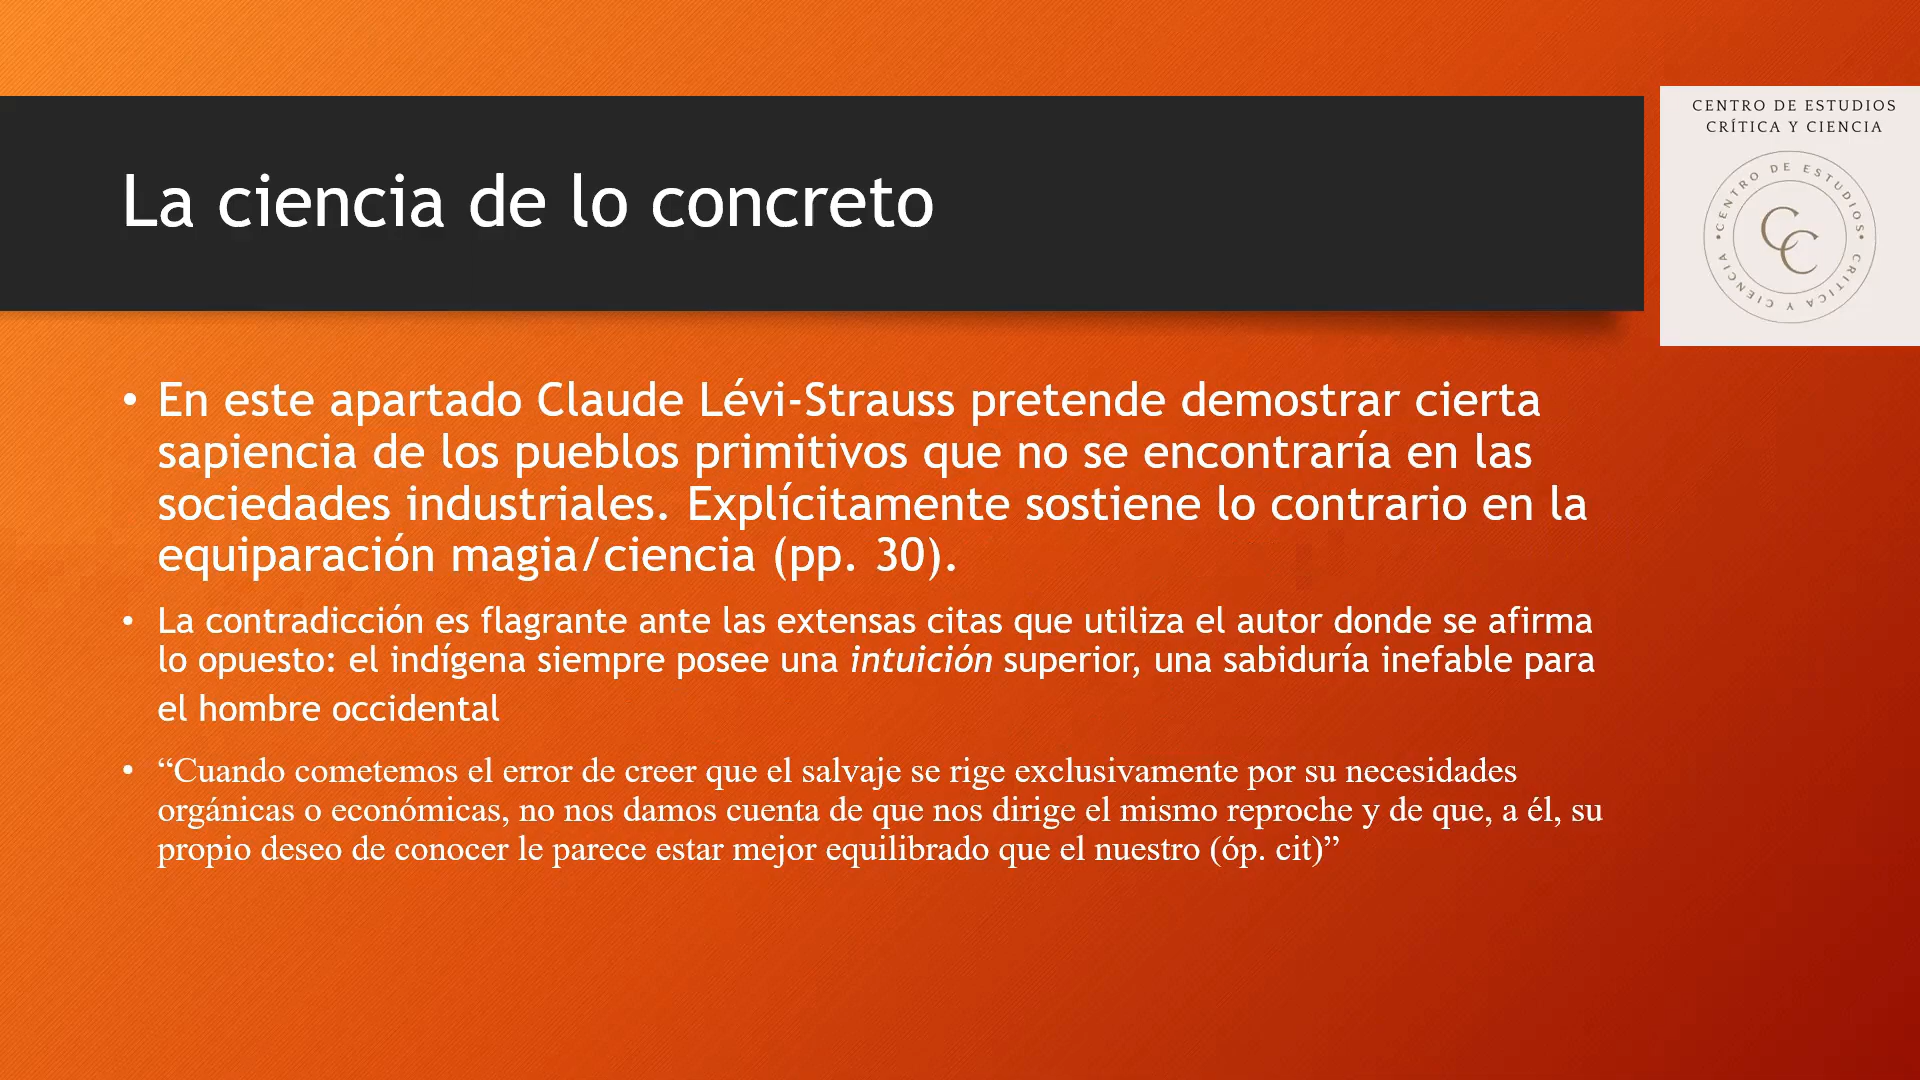 CENTRO DE ESTUDIOS
CRÍTICA Y CIENCIA
•CENTRO DE ESTUDIOS•
CRÍTICA Y CIENCIA
CC
La ciencia de lo concreto
• En este apartado Claude Lévi-Strauss pretende demostrar cierta
sapiencia de los pueblos primitivos que no se encontraría en las
sociedades industriales. Explícitamente sostiene lo contrario en la
equiparación magia/ciencia (pp. 30).
• La contradicción es flagrante ante las extensas citas que utiliza el autor donde se afirma
lo opuesto: el indígena siempre posee una intuición superior, una sabiduría inefable para
el hombre occidental
• “Cuando cometemos el error de creer que el salvaje se rige exclusivamente por su necesidades
orgánicas o económicas, no nos damos cuenta de que nos dirige el mismo reproche y de que, a él, su
propio deseo de conocer le parece estar mejor equilibrado que el nuestro (óp. cit)”